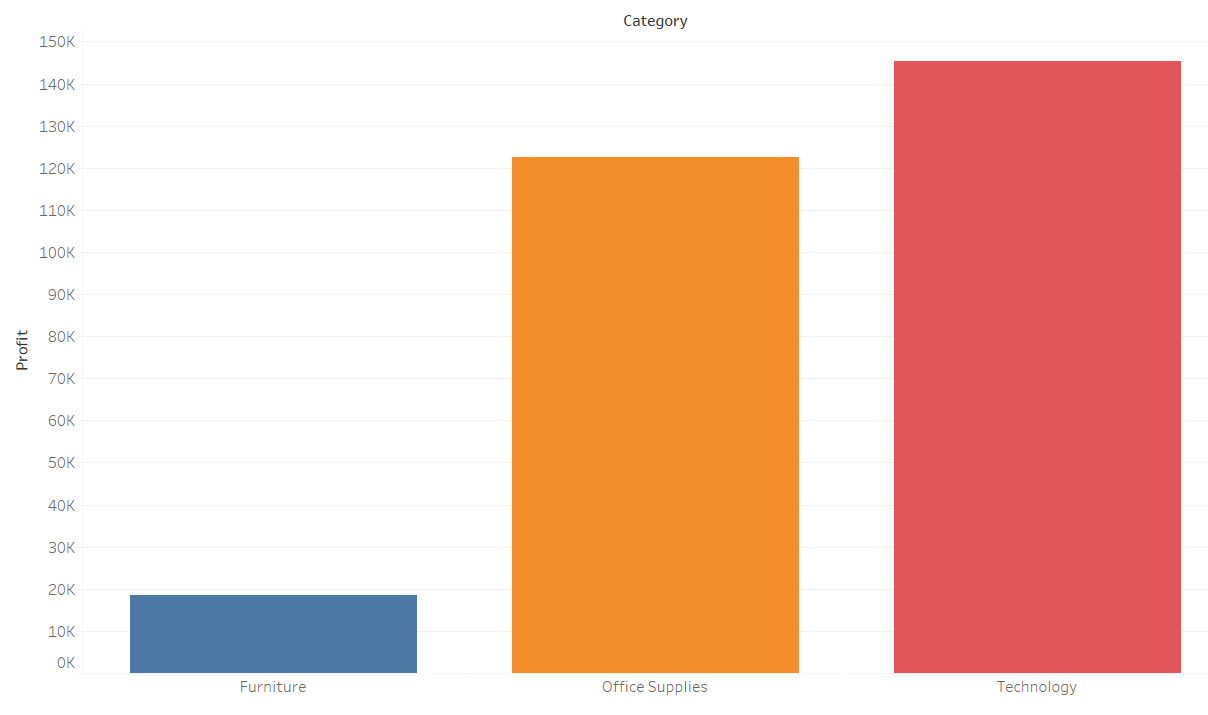 Category
150K
140K
130K
120K
110K
100K
90K
80K
70K
60K
50K
40K
30K
20K
10K
0K
Profit
Furniture
Office Supplies
Technology